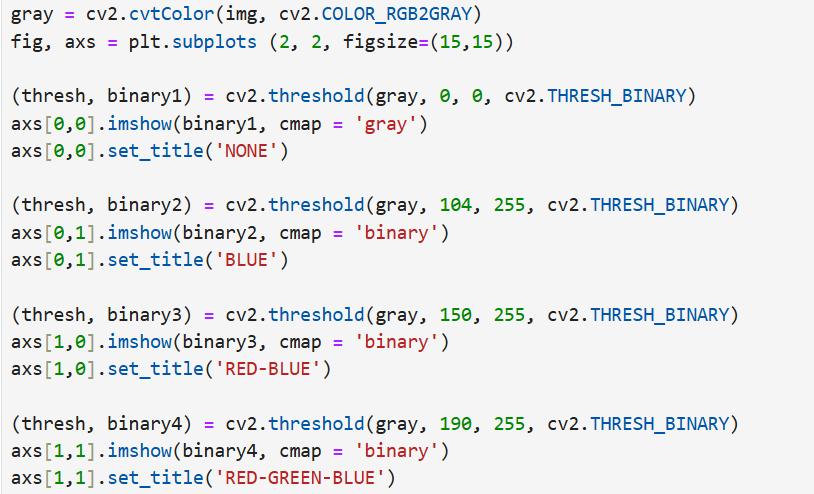 gray = cv2.cvtColor(img, cv2.COLOR_RGB2GRAY)
fig, axs = plt.subplots (2, 2, figsize=(15,15))
(thresh, binary1) = cv2.threshold(gray, 0, 0, cv2.THRESH_BINARY)
axs[0,0].imshow(binary1, cmap = 'gray')
axs[0,0].set_title('NONE')
(thresh, binary2) = cv2.threshold(gray, 104, 255, cv2.THRESH_BINARY)
axs[0,1].imshow(binary2, cmap = 'binary')
axs[0,1].set_title('BLUE')
(thresh, binary3) = cv2.threshold(gray, 150, 255, cv2.THRESH_BINARY)
axs[1,0].imshow(binary3, cmap = 'binary')
axs[1,0].set_title('RED-BLUE')
(thresh, binary4) = cv2.threshold(gray, 190, 255, cv2.THRESH_BINARY)
axs[1,1].imshow(binary4, cmap = 'binary')
axs[1,1].set_title('RED-GREEN-BLUE')